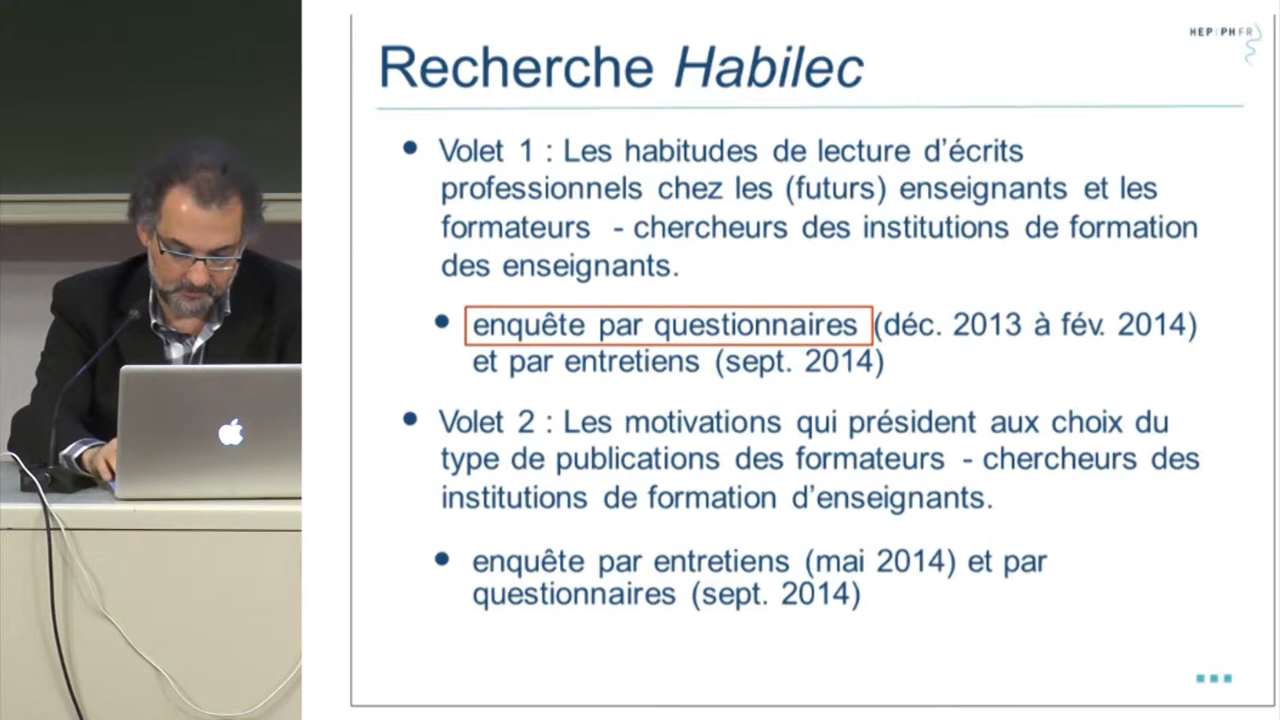 HEP PH FR
Recherche Habilec
Volet 1 : Les habitudes de lecture d'écrits
professionnels chez les (futurs) enseignants et les
formateurs - chercheurs des institutions de formation
des enseignants.
enquête par questionnaires (déc. 2013 à fév. 2014)
et par entretiens (sept. 2014)
Volet 2 : Les motivations qui président aux choix du
type de publications des formateurs - chercheurs des
institutions de formation d'enseignants.
enquête par entretiens (mai 2014) et par
questionnaires (sept. 2014)